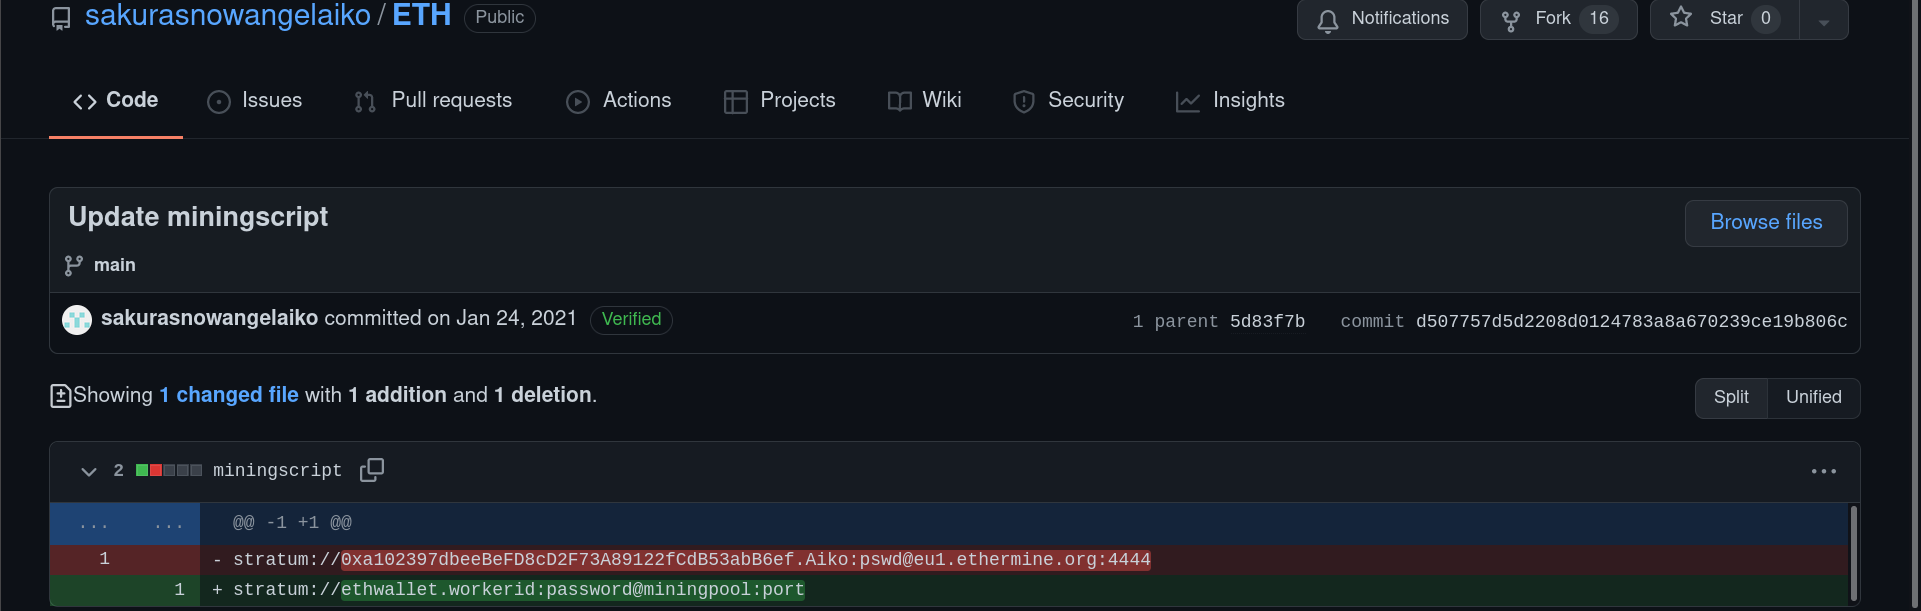 sakurasnowangelaiko / ETH Public Notifications Fork 16 Star 0
Code Issues Pull requests Actions Projects Wiki Security Insights
Update miningscript
Browse files
main
sakurasnowangelaiko committed on Jan 24, 2021 Verified 1 parent 5d83f7b commit d507757d5d2208d0124783a8a670239ce19b806c
Showing 1 changed file with 1 addition and 1 deletion. Split Unified
2 miningscript ...
... ... @@ -1 +1 @@
1 - stratum://0xa102397dbeeBeFD8cD2F73A89122fCdB53abB6ef.Aiko:pswd@eu1.ethermine.org:4444
1 + stratum://ethwallet.workerid:password@miningpool:port